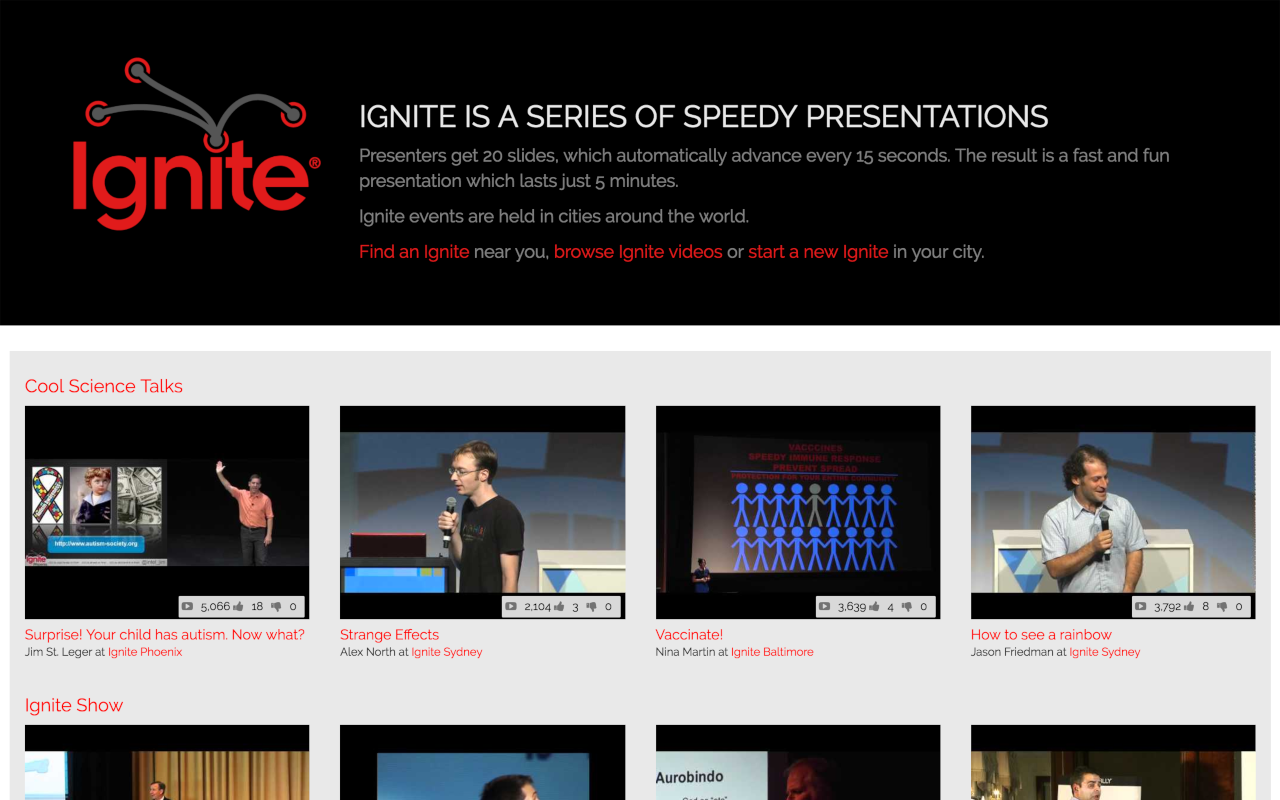 Ignite®
IGNITE IS A SERIES OF SPEEDY PRESENTATIONS
Presenters get 20 slides, which automatically advance every 15 seconds. The result is a fast and fun
presentation which lasts just 5 minutes.
Ignite events are held in cities around the world.
Find an Ignite near you, browse Ignite videos or start a new Ignite in your city.
Cool Science Talks
http://www.autism-society.org
Ignite
5,066 18 0
Surprise! Your child has autism. Now what?
Jim St. Leger at Ignite Phoenix
2,104 3 0
Strange Effects
Alex North at Ignite Sydney
VACCCINES
SPEEDY IMMUNE RESPONSE
PREVENT SPREAD
PROTECTION FOR YOUR ENTIRE COMMUNITY
3,639 4 0
Vaccinate!
Nina Martin at Ignite Baltimore
3,792 8 0
How to see a rainbow
Jason Friedman at Ignite Sydney
Ignite Show
Aurobindo